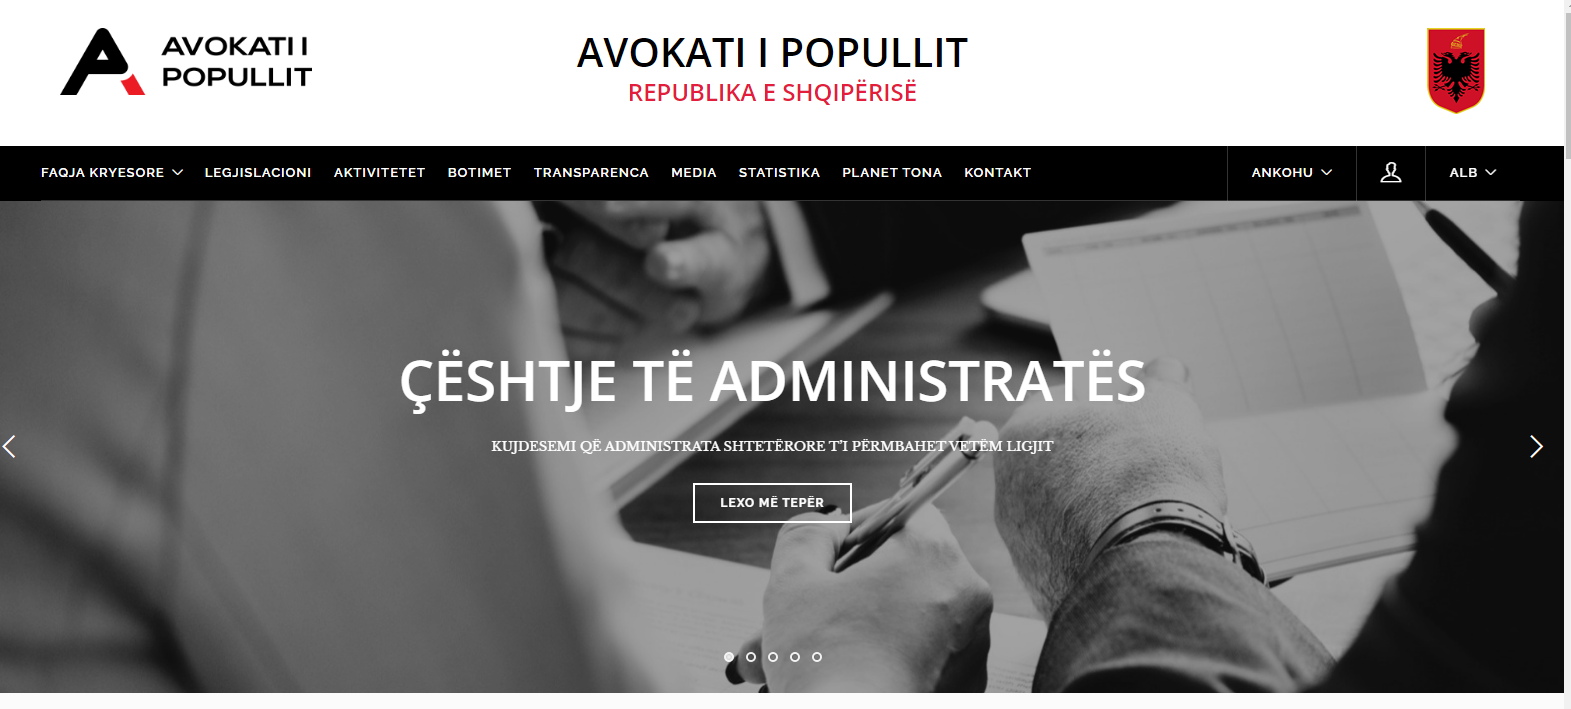 AVOKATI I
POPULLIT
AVOKATI I POPULLIT
REPUBLIKA E SHQIPËRISË
FAQJA KRYESORE LEGJISLACIONI AKTIVITETET BOTIMET TRANSPARENCA MEDIA STATISTIKA PLANET TONA KONTAKT ANKOHU ALB
ÇËSHTJE TË ADMINISTRATËS
KUJDESEMI QË ADMINISTRATA SHTETËRORE T'I PËRMBAHET VETËM LIGJIT
LEXO MË TEPËR